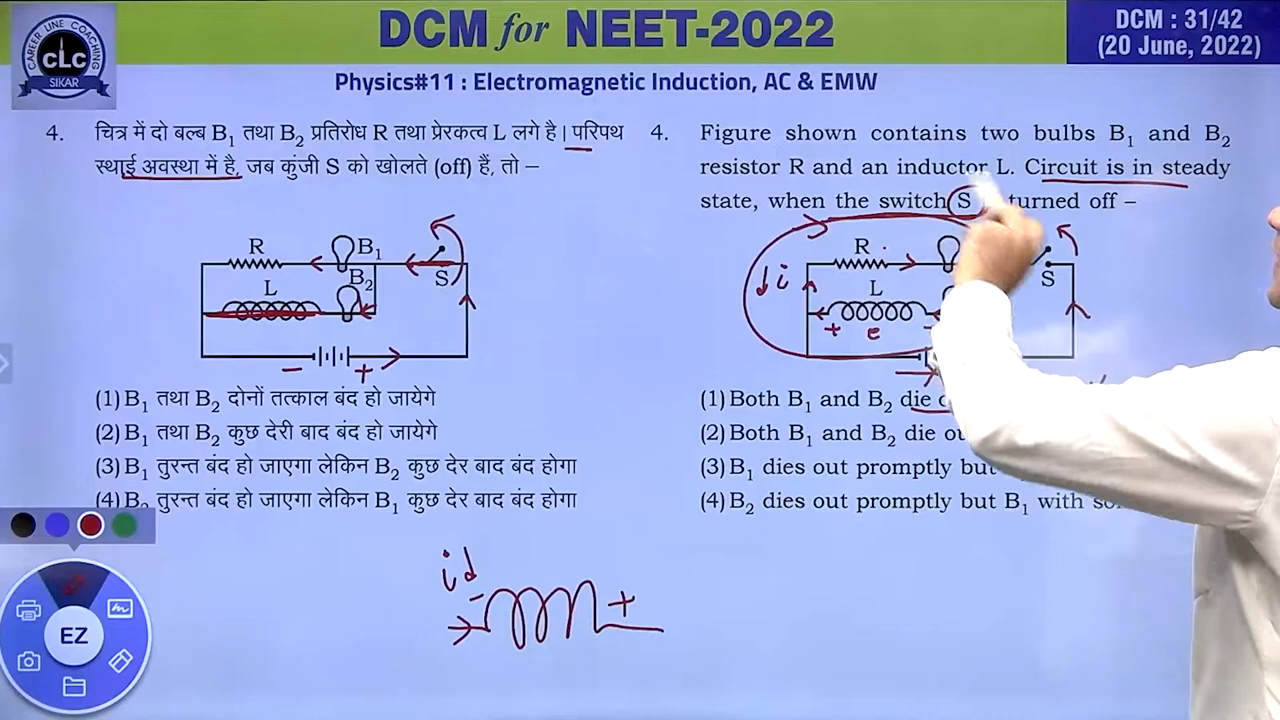 CAREER LINE COACHING
CLC
SIKAR
DCM for NEET-2022
DCM : 31/42
(20 June, 2022)
Physics#11 : Electromagnetic Induction, AC & EMW
4. चित्र में दो बल्ब B₁ तथा B₂ प्रतिरोध R तथा प्रेरकत्व L लगे है। परिपथ
स्थाई अवस्था में है, जब कुंजी S को खोलते (off) हैं, तो –
R B₁
B₂
L S
– +
(1) B₁ तथा B₂ दोनों तत्काल बंद हो जायेगे
(2) B₁ तथा B₂ कुछ देरी बाद बंद हो जायेगे
(3) B₁ तुरन्त बंद हो जाएगा लेकिन B₂ कुछ देर बाद बंद होगा
(4) B₂ तुरन्त बंद हो जाएगा लेकिन B₁ कुछ देर बाद बंद होगा
4. Figure shown contains two bulbs B₁ and B₂
resistor R and an inductor L. Circuit is in steady
state, when the switch S turned off –
R
i L S
+ e –
(1) Both B₁ and B₂ die
(2) Both B₁ and B₂ die
(3) B₁ dies out promptly but
(4) B₂ dies out promptly but B₁ with
i
– +
EZ